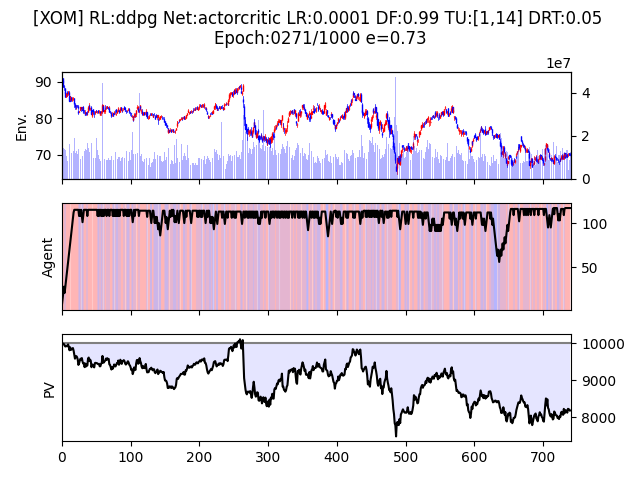 [XOM] RL:ddpg Net:actorcritic LR:0.0001 DF:0.99 TU:[1,14] DRT:0.05
Epoch:0271/1000 e=0.73
1e7
Env.
90
80
70
4
2
0
Agent
100
50
PV
10000
9000
8000
0 100 200 300 400 500 600 700